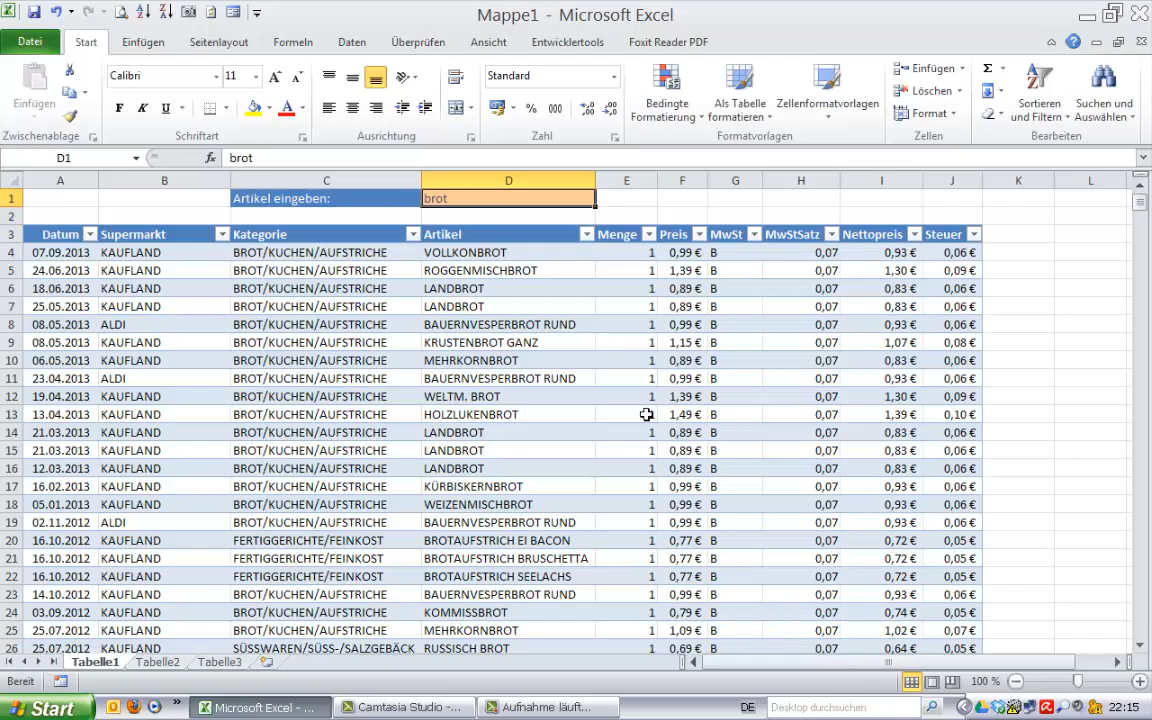 Mappe1 - Microsoft Excel
Datei Start Einfügen Seitenlayout Formeln Daten Überprüfen Ansicht Entwicklertools Foxit Reader PDF
Einfügen
Zwischenablage
Calibri 11
F K U
Schriftart
Ausrichtung
Standard
% 000
Zahl
Bedingte Formatierung
Als Tabelle formatieren
Zellenformatvorlagen
Formatvorlagen
Einfügen
Löschen
Format
Zellen
Sortieren und Filtern
Suchen und Auswählen
Bearbeiten
D1 fx brot
A B C D E F G H I J K L
1 Artikel eingeben: brot
2
3 Datum Supermarkt Kategorie Artikel Menge Preis MwSt MwStSatz Nettopreis Steuer
4 07.09.2013 KAUFLAND BROT/KUCHEN/AUFSTRICHE VOLLKONBROT 1 0,99 € B 0,07 0,93 € 0,06 €
5 24.06.2013 KAUFLAND BROT/KUCHEN/AUFSTRICHE ROGGENMISCHBROT 1 1,39 € B 0,07 1,30 € 0,09 €
6 18.06.2013 KAUFLAND BROT/KUCHEN/AUFSTRICHE LANDBROT 1 0,89 € B 0,07 0,83 € 0,06 €
7 25.05.2013 KAUFLAND BROT/KUCHEN/AUFSTRICHE LANDBROT 1 0,89 € B 0,07 0,83 € 0,06 €
8 08.05.2013 ALDI BROT/KUCHEN/AUFSTRICHE BAUERNVESPERBROT RUND 1 0,99 € B 0,07 0,93 € 0,06 €
9 08.05.2013 KAUFLAND BROT/KUCHEN/AUFSTRICHE KRUSTENBROT GANZ 1 1,15 € B 0,07 1,07 € 0,08 €
10 06.05.2013 KAUFLAND BROT/KUCHEN/AUFSTRICHE MEHRKORNBROT 1 0,89 € B 0,07 0,83 € 0,06 €
11 23.04.2013 ALDI BROT/KUCHEN/AUFSTRICHE BAUERNVESPERBROT RUND 1 0,99 € B 0,07 0,93 € 0,06 €
12 19.04.2013 KAUFLAND BROT/KUCHEN/AUFSTRICHE WELTM. BROT 1 1,39 € B 0,07 1,30 € 0,09 €
13 13.04.2013 KAUFLAND BROT/KUCHEN/AUFSTRICHE HOLZLUKENBROT 1,49 € B 0,07 1,39 € 0,10 €
14 21.03.2013 KAUFLAND BROT/KUCHEN/AUFSTRICHE LANDBROT 1 0,89 € B 0,07 0,83 € 0,06 €
15 21.03.2013 KAUFLAND BROT/KUCHEN/AUFSTRICHE LANDBROT 1 0,89 € B 0,07 0,83 € 0,06 €
16 12.03.2013 KAUFLAND BROT/KUCHEN/AUFSTRICHE LANDBROT 1 0,89 € B 0,07 0,83 € 0,06 €
17 16.02.2013 KAUFLAND BROT/KUCHEN/AUFSTRICHE KÜRBISKERNBROT 1 0,99 € B 0,07 0,93 € 0,06 €
18 05.01.2013 KAUFLAND BROT/KUCHEN/AUFSTRICHE WEIZENMISCHBROT 1 0,99 € B 0,07 0,93 € 0,06 €
19 02.11.2012 ALDI BROT/KUCHEN/AUFSTRICHE BAUERNVESPERBROT RUND 1 0,99 € B 0,07 0,93 € 0,06 €
20 16.10.2012 KAUFLAND FERTIGGERICHTE/FEINKOST BROTAUFSTRICH EI BACON 1 0,77 € B 0,07 0,72 € 0,05 €
21 16.10.2012 KAUFLAND FERTIGGERICHTE/FEINKOST BROTAUFSTRICH BRUSCHETTA 1 0,77 € B 0,07 0,72 € 0,05 €
22 16.10.2012 KAUFLAND FERTIGGERICHTE/FEINKOST BROTAUFSTRICH SEELACHS 1 0,77 € B 0,07 0,72 € 0,05 €
23 14.10.2012 KAUFLAND BROT/KUCHEN/AUFSTRICHE BAUERNVESPERBROT RUND 1 0,99 € B 0,07 0,93 € 0,06 €
24 03.09.2012 KAUFLAND BROT/KUCHEN/AUFSTRICHE KOMMISSBROT 1 0,79 € B 0,07 0,74 € 0,05 €
25 25.07.2012 KAUFLAND BROT/KUCHEN/AUFSTRICHE MEHRKORNBROT 1 1,09 € B 0,07 1,02 € 0,07 €
26 25.07.2012 KAUFLAND SÜSSWAREN/SÜSS-/SALZGEBÄCK RUSSISCH BROT 1 0,69 € B 0,07 0,64 € 0,05 €
Tabelle1 Tabelle2 Tabelle3
Bereit 100 %
Start Microsoft Excel - ... Camtasia Studio - ... Aufnahme läuft... DE Desktop durchsuchen 22:15